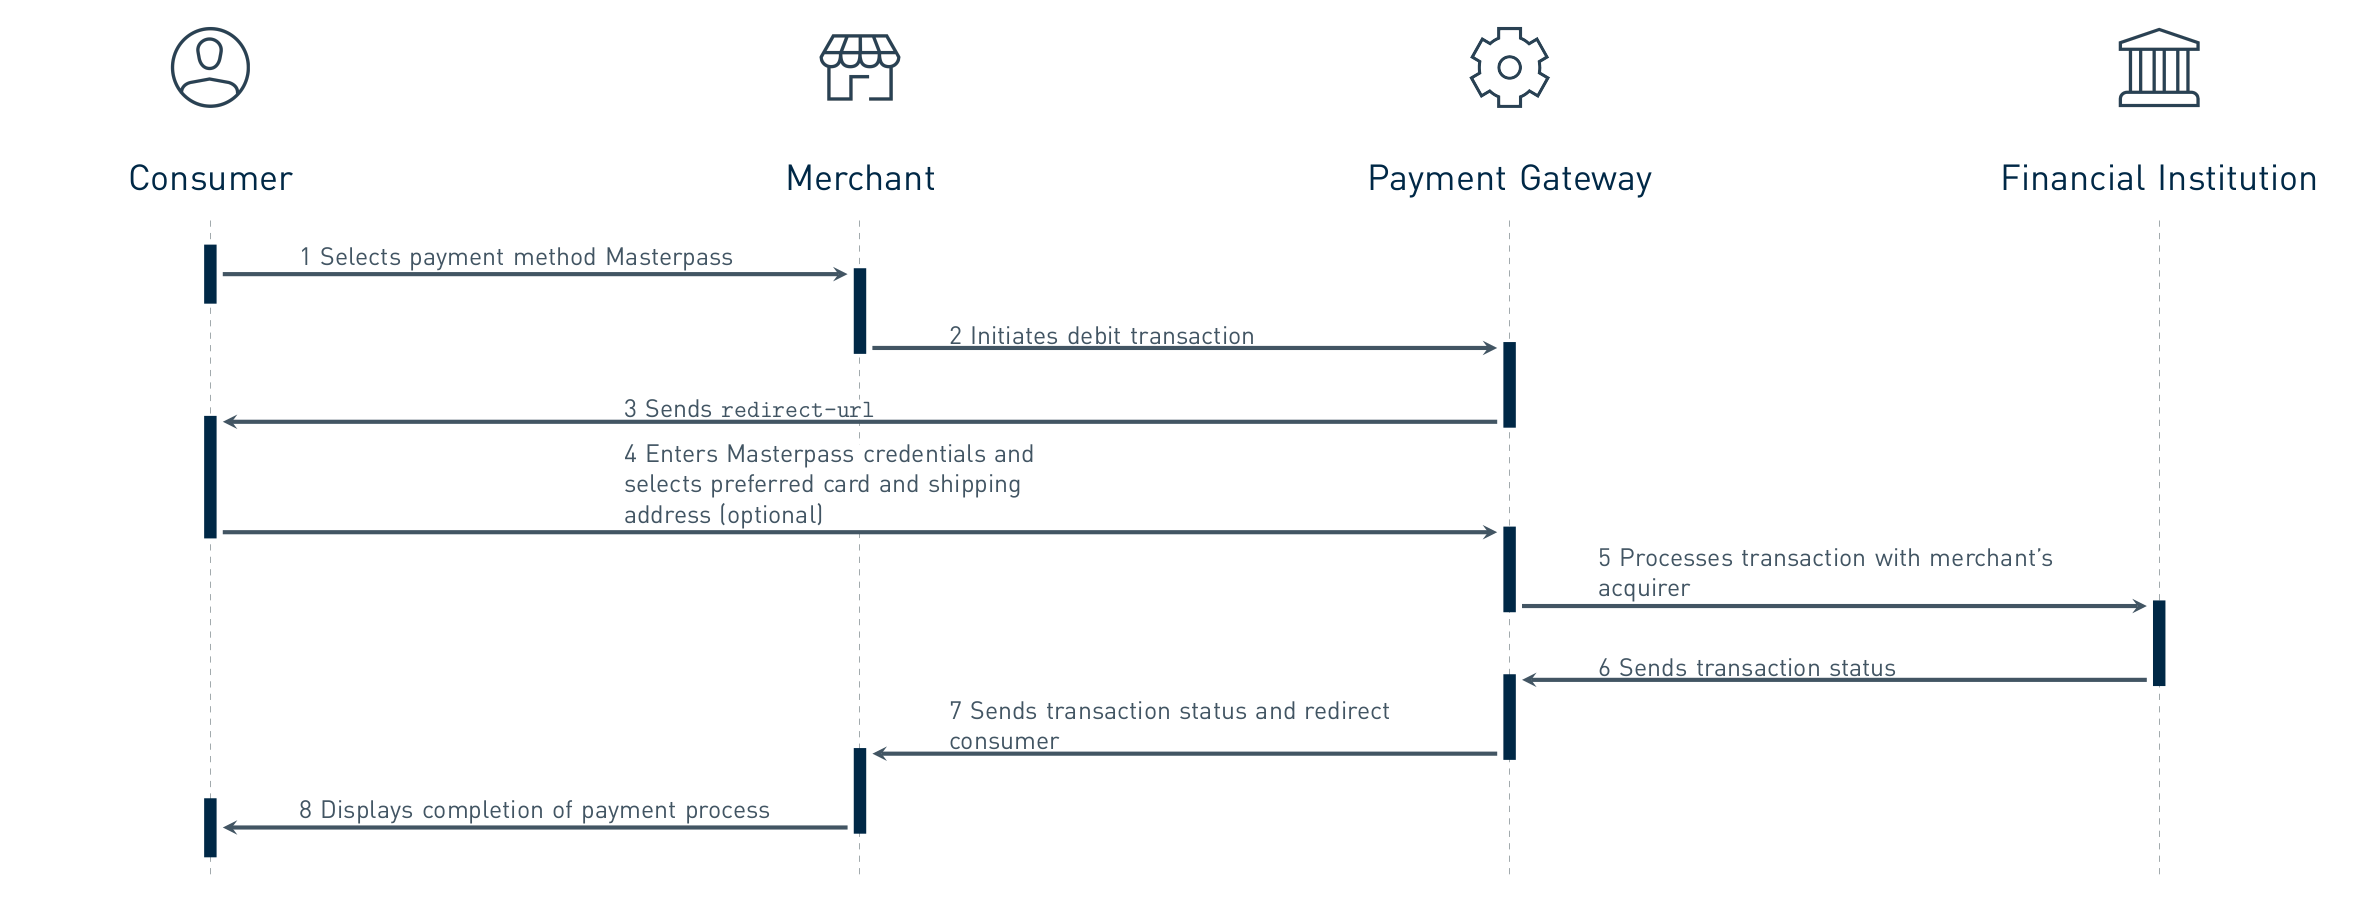 Consumer
Merchant
Payment Gateway
Financial Institution
1 Selects payment method Masterpass
2 Initiates debit transaction
3 Sends redirect-url
4 Enters Masterpass credentials and
selects preferred card and shipping
address (optional)
5 Processes transaction with merchant’s
acquirer
6 Sends transaction status
7 Sends transaction status and redirect
consumer
8 Displays completion of payment process